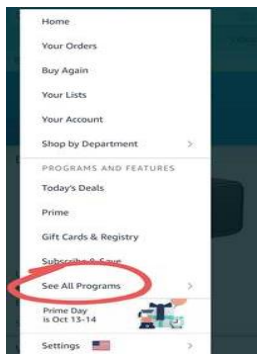 Home
Your Orders
Buy Again
Your Lists
Your Account
Shop by Department
PROGRAMS AND FEATURES
Today's Deals
Prime
Gift Cards & Registry
Subscribe & Save
See All Programs
Prime Day
is Oct 13-14
Settings